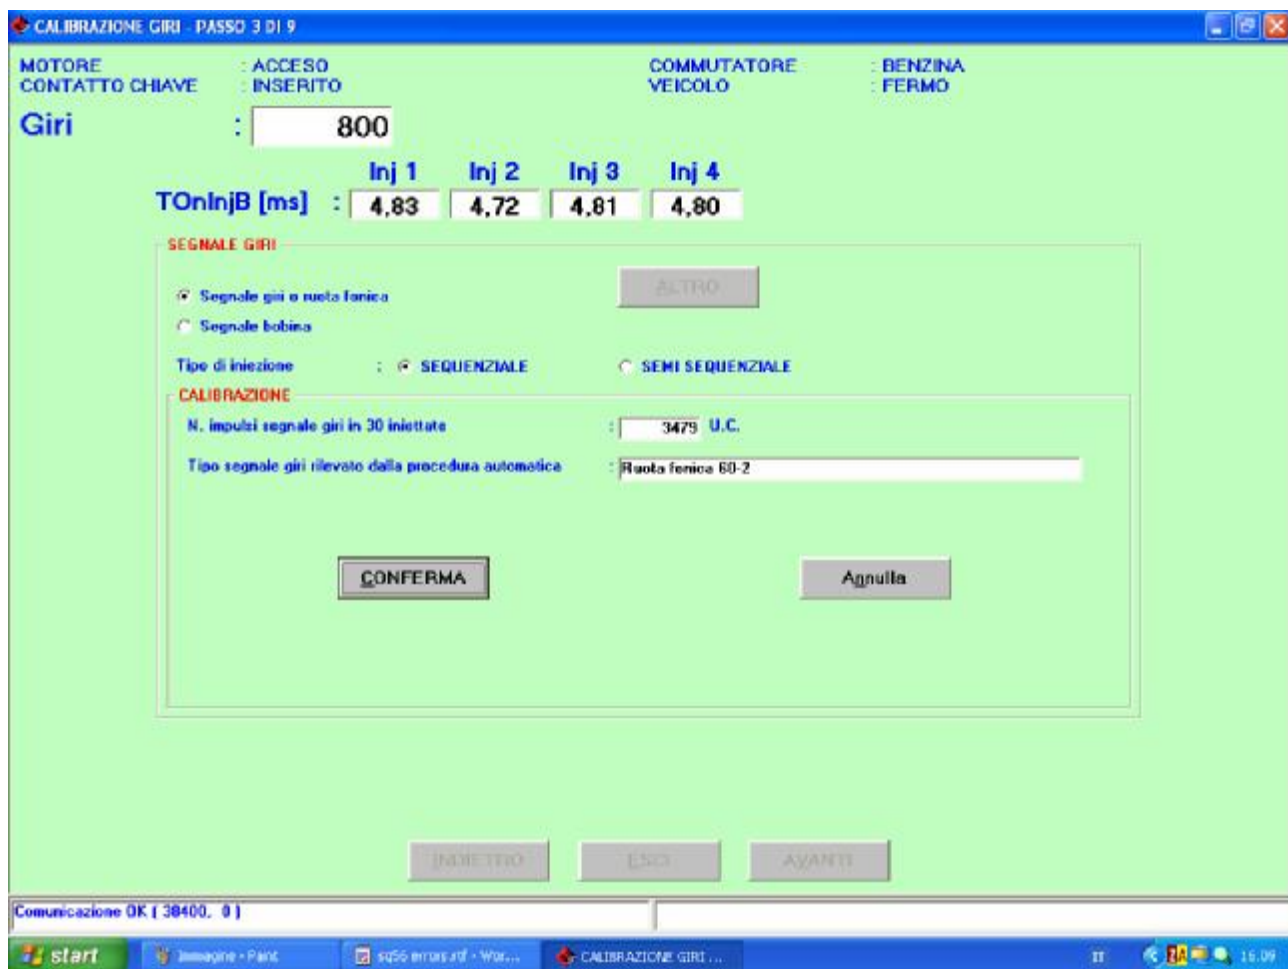 CALIBRAZIONE GIRI - PASSO 3 DI 9
MOTORE : ACCESO COMMUTATORE : BENZINA
CONTATTO CHIAVE : INSERITO VEICOLO : FERMO
Giri : 800
Inj 1 Inj 2 Inj 3 Inj 4
TOnInjB [ms] : 4,83 4,72 4,81 4,80
SEGNALE GIRI
Segnale giri o ruota fonica ALTRO
Segnale bobina
Tipo di iniezione : SEQUENZIALE SEMI SEQUENZIALE
CALIBRAZIONE
N. impulsi segnale giri in 30 iniettate : 3479 U.C.
Tipo segnale giri rilevato dalla procedura automatica : Ruota fonica 60-2
CONFERMA Annulla
INDIETRO ESCI AVANTI
Comunicazione OK ( 38400, 0 )
start Immagine - Paint sq56 errors.rtf - Wor... CALIBRAZIONE GIRI ... IT 16.09